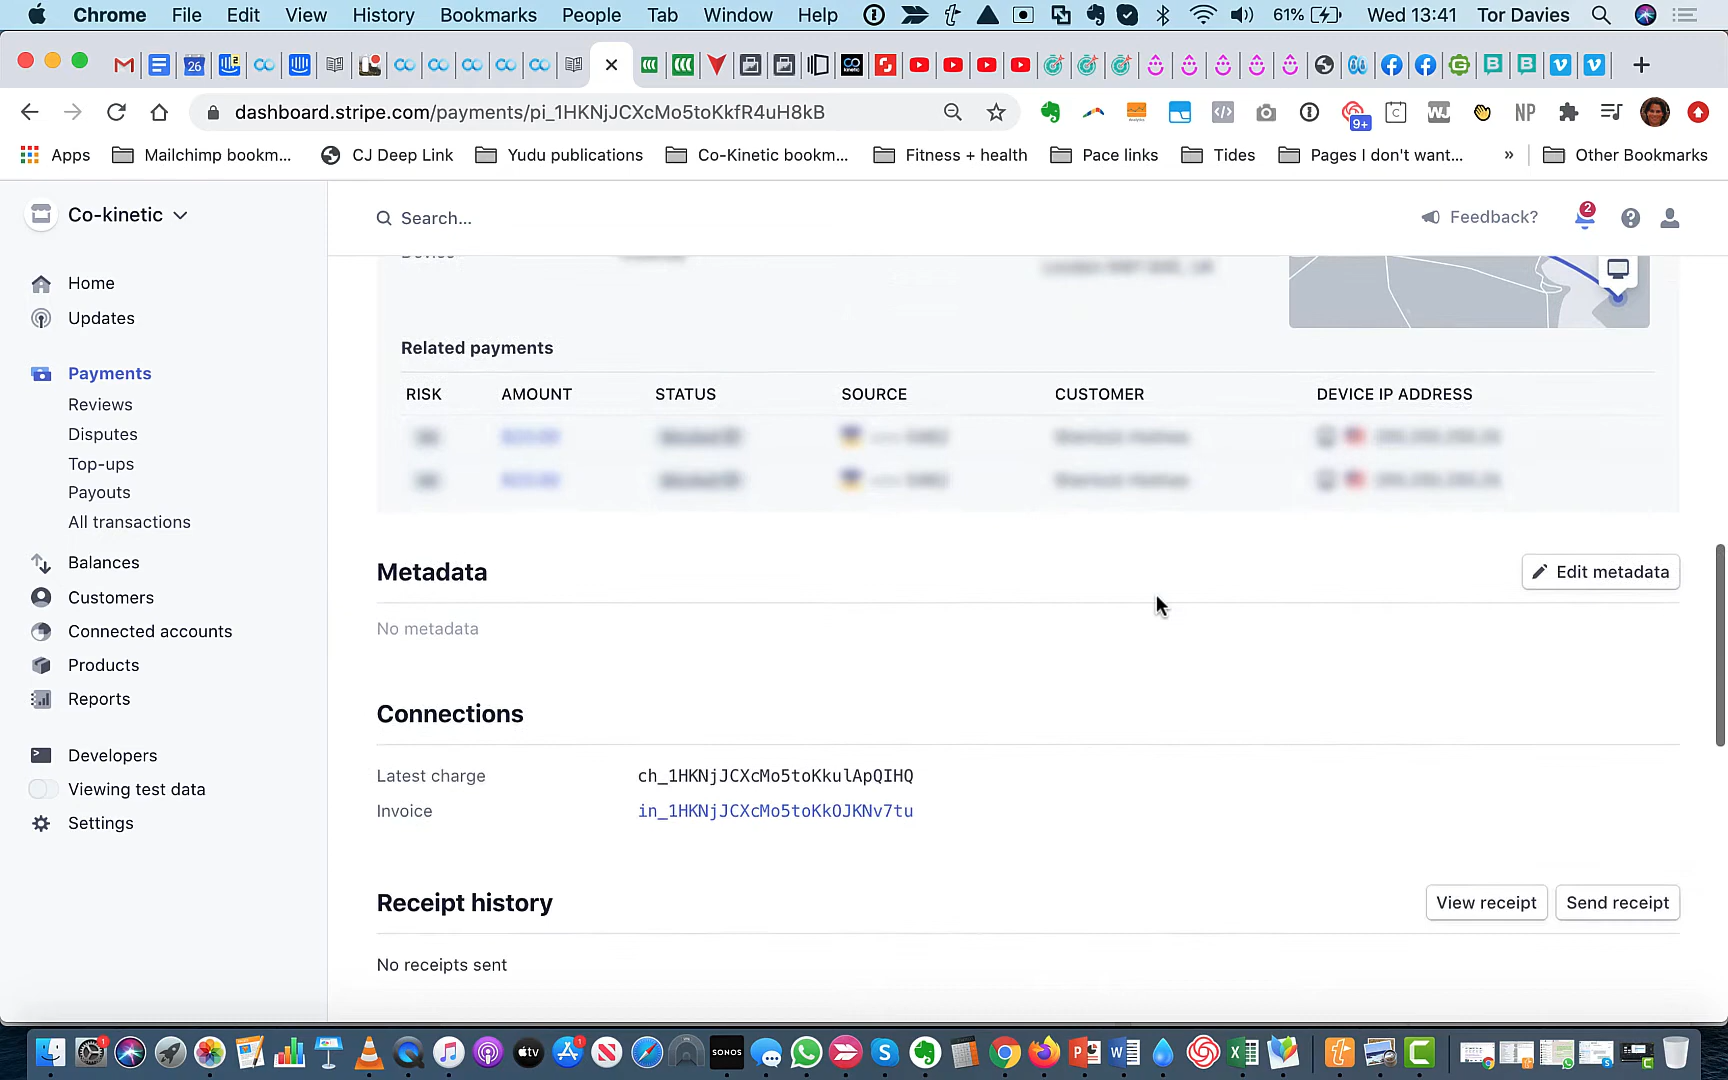 Chrome File Edit View History Bookmarks People Tab Window Help 61% Wed 13:41 Tor Davies
dashboard.stripe.com/payments/pi_1HKNjJCXcMo5toKkfR4uH8kB
Apps Mailchimp bookm... CJ Deep Link Yudu publications Co-Kinetic bookm... Fitness + health Pace links Tides Pages I don't want... » Other Bookmarks
Co-kinetic
Search...
Feedback?
2
Home
Updates
Payments
Reviews
Disputes
Top-ups
Payouts
All transactions
Balances
Customers
Connected accounts
Products
Reports
Developers
Viewing test data
Settings
Related payments
RISK AMOUNT STATUS SOURCE CUSTOMER DEVICE IP ADDRESS
Metadata
Edit metadata
No metadata
Connections
Latest charge ch_1HKNjJCXcMo5toKkulApQIHQ
Invoice in_1HKNjJCXcMo5toKkOJKNv7tu
Receipt history
View receipt Send receipt
No receipts sent
SONOS